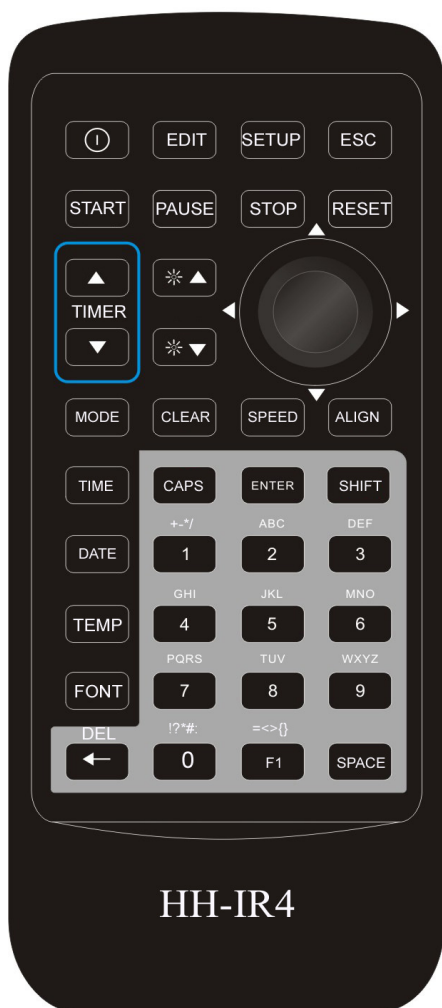 EDIT SETUP ESC
START PAUSE STOP RESET
TIMER
MODE CLEAR SPEED ALIGN
TIME CAPS ENTER SHIFT
+-*/ ABC DEF
DATE 1 2 3
GHI JKL MNO
TEMP 4 5 6
PQRS TUV WXYZ
FONT 7 8 9
DEL !?*#: =<>{}
0 F1 SPACE
HH-IR4